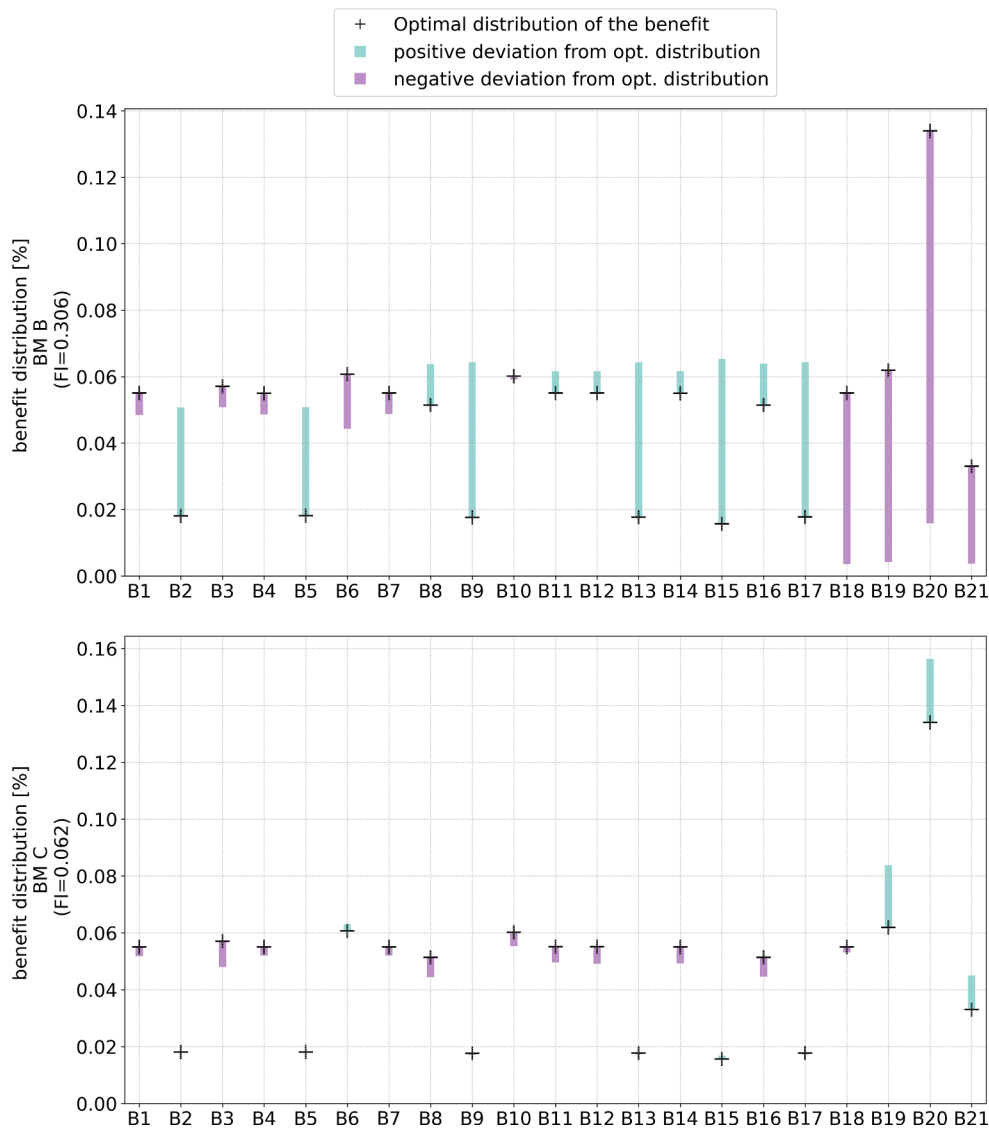 Optimal distribution of the benefit
positive deviation from opt. distribution
negative deviation from opt. distribution
benefit distribution [%]
BM B
(FI=0.306)
0.14
0.12
0.10
0.08
0.06
0.04
0.02
0.00
B1 B2 B3 B4 B5 B6 B7 B8 B9 B10 B11 B12 B13 B14 B15 B16 B17 B18 B19 B20 B21
benefit distribution [%]
BM C
(FI=0.062)
0.16
0.14
0.12
0.10
0.08
0.06
0.04
0.02
0.00
B1 B2 B3 B4 B5 B6 B7 B8 B9 B10 B11 B12 B13 B14 B15 B16 B17 B18 B19 B20 B21